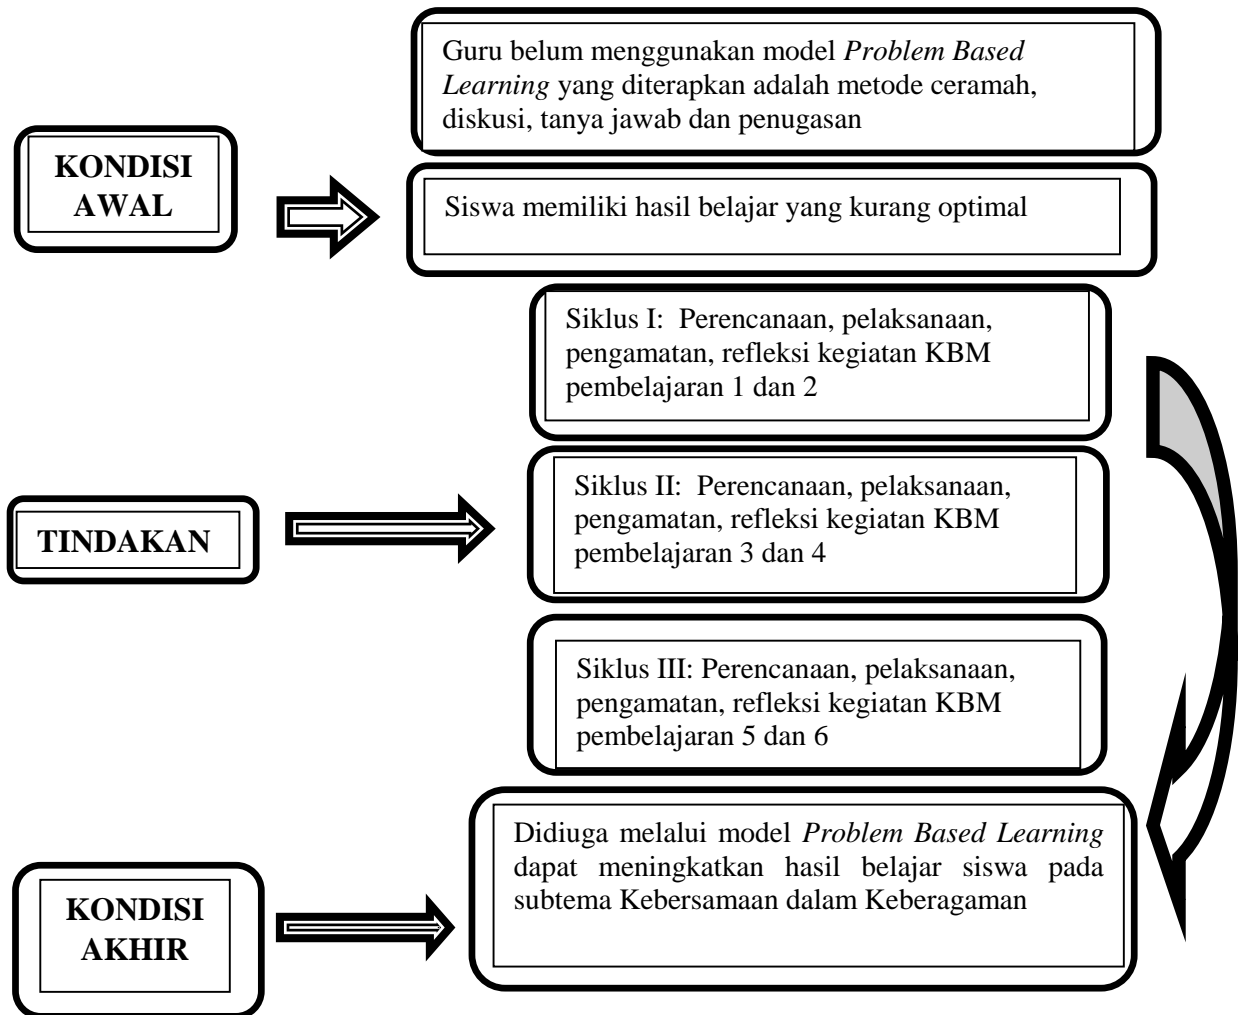 Guru belum menggunakan model Problem Based
Learning yang diterapkan adalah metode ceramah,
diskusi, tanya jawab dan penugasan
KONDISI
AWAL
Siswa memiliki hasil belajar yang kurang optimal
Siklus I:  Perencanaan, pelaksanaan,
pengamatan, refleksi kegiatan KBM
pembelajaran 1 dan 2
TINDAKAN
Siklus II:  Perencanaan, pelaksanaan,
pengamatan, refleksi kegiatan KBM
pembelajaran 3 dan 4
Siklus III: Perencanaan, pelaksanaan,
pengamatan, refleksi kegiatan KBM
pembelajaran 5 dan 6
KONDISI
AKHIR
Didiuga melalui model Problem Based Learning
dapat meningkatkan hasil belajar siswa pada
subtema Kebersamaan dalam Keberagaman